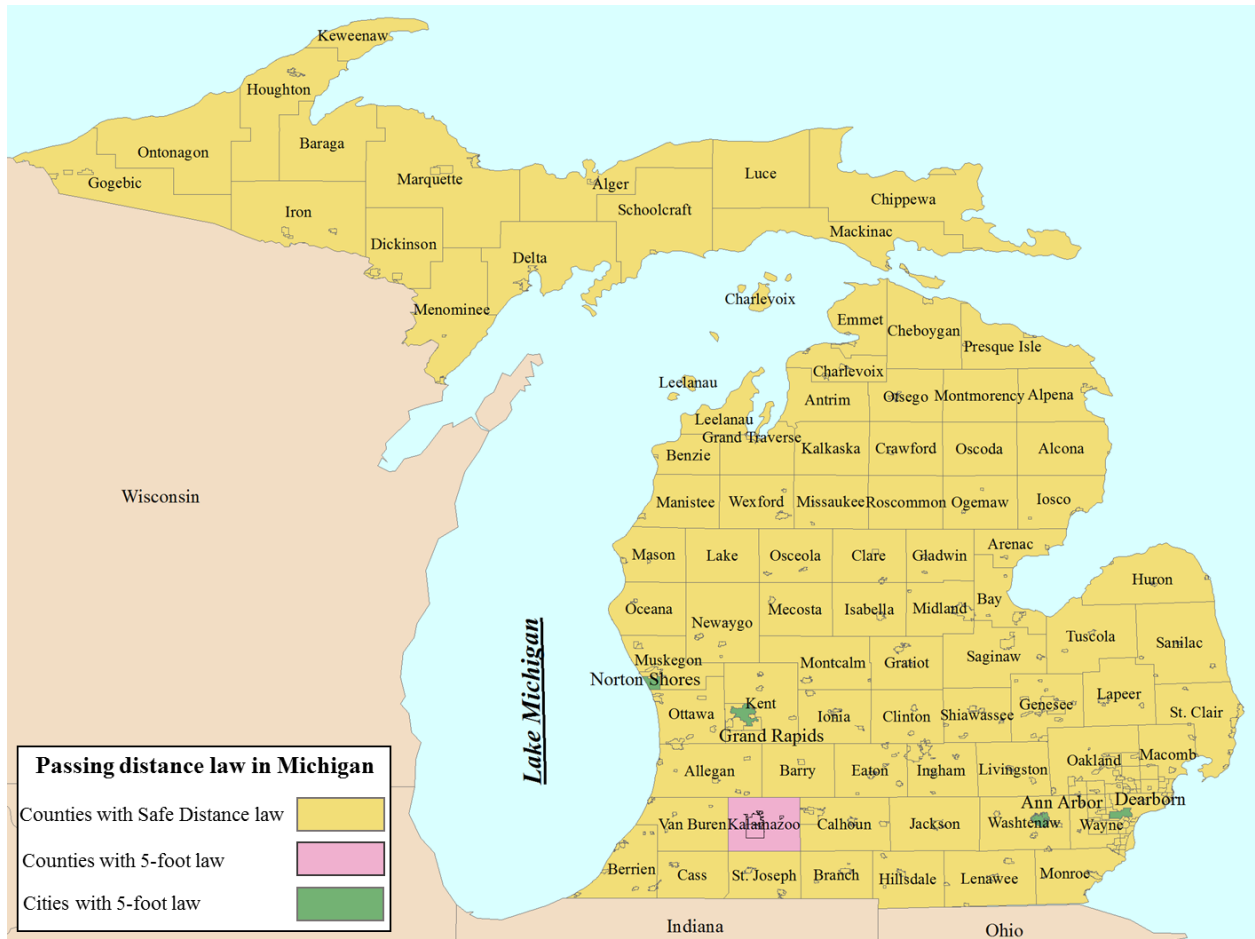 Keweenaw
Houghton
Ontonagon
Baraga
Gogebic
Marquette
Iron
Alger
Luce
Schoolcraft
Chippewa
Mackinac
Dickinson
Delta
Menominee
Charlevoix
Emmet
Cheboygan
Presque Isle
Charlevoix
Leelanau
Antrim
Otsego
Montmorency
Alpena
Leelanau
Grand Traverse
Benzie
Kalkaska
Crawford
Oscoda
Alcona
Wisconsin
Manistee
Wexford
Missaukee
Roscommon
Ogemaw
Iosco
Mason
Lake
Osceola
Clare
Gladwin
Arenac
Huron
Oceana
Newaygo
Mecosta
Isabella
Midland
Bay
Tuscola
Sanilac
Muskegon
Montcalm
Gratiot
Saginaw
Norton Shores
Lake Michigan
Ottawa
Kent
Ionia
Clinton
Shiawassee
Genesee
Lapeer
St. Clair
Grand Rapids
Allegan
Barry
Eaton
Ingham
Livingston
Oakland
Macomb
Ann Arbor
Dearborn
Van Buren
Kalamazoo
Calhoun
Jackson
Washtenaw
Wayne
Berrien
Cass
St. Joseph
Branch
Hillsdale
Lenawee
Monroe
Indiana
Ohio
Passing distance law in Michigan
Counties with Safe Distance law
Counties with 5-foot law
Cities with 5-foot law